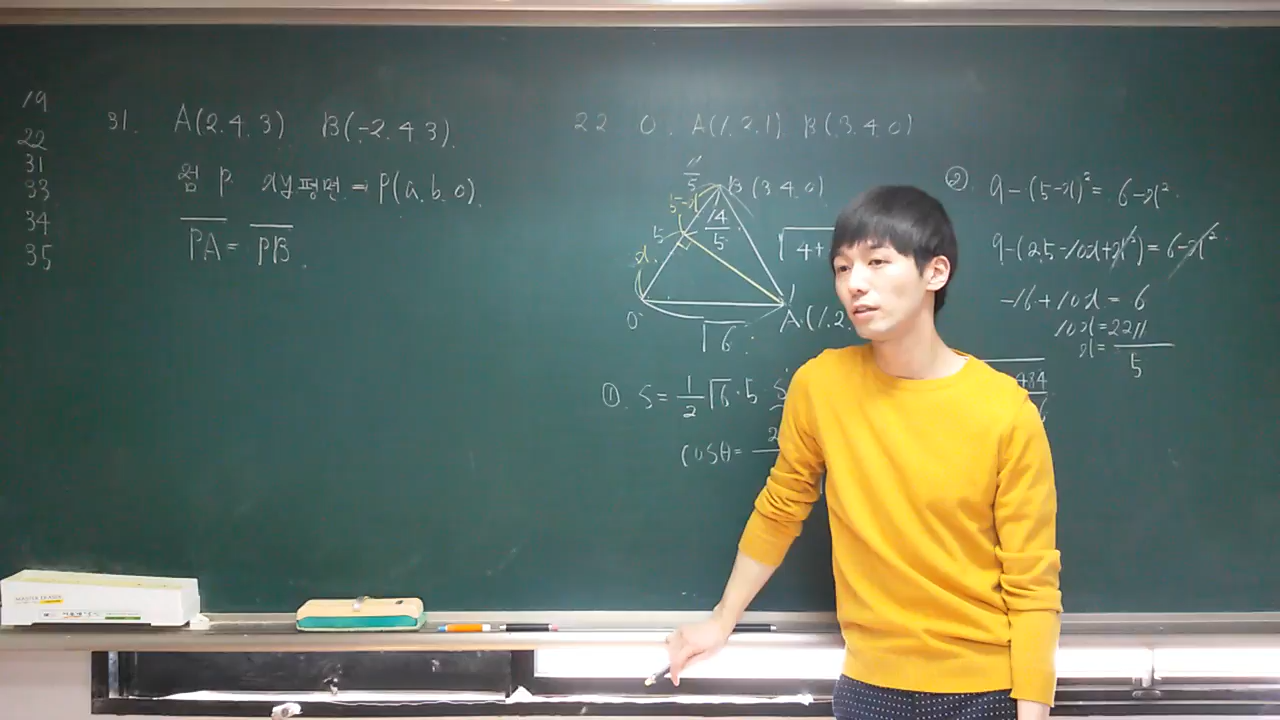 19
22
31
33
34
35
31. A(2.4.3) B(-2.4.3).
점 P. xy평면 ⇒ P(a.b.0).
PA = PB.
22 O. A(1.2.1) B(3.4.0)
11/5
B(3.4.0)
5-x
14/5
5
x
√4+
O
A(1.2.
√6
① S = 1/2 √6·5
cosθ =
② 9-(5-x)² = 6-x².
9-(25-10x+x²) = 6-x²
-16+10x = 6
10x = 22 11
x = 5
484